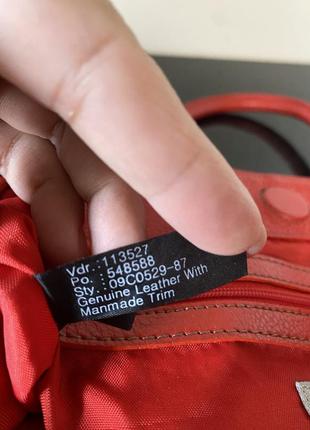 Vdr.:113527
Po. :548588
Sty.:09C0529-87
Genuine Leather With
Manmade Trim